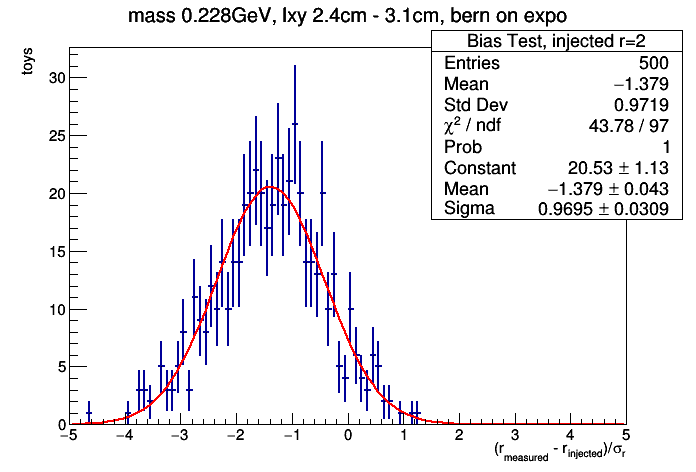 mass 0.228GeV, lxy 2.4cm - 3.1cm, bern on expo
toys
Bias Test, injected r=2
Entries 500
Mean −1.379
Std Dev 0.9719
χ² / ndf 43.78 / 97
Prob 1
Constant 20.53 ± 1.13
Mean −1.379 ± 0.043
Sigma 0.9695 ± 0.0309
30
25
20
15
10
5
0
−5 −4 −3 −2 −1 0 1 2 3 4 5
(r_measured - r_injected)/σ_r